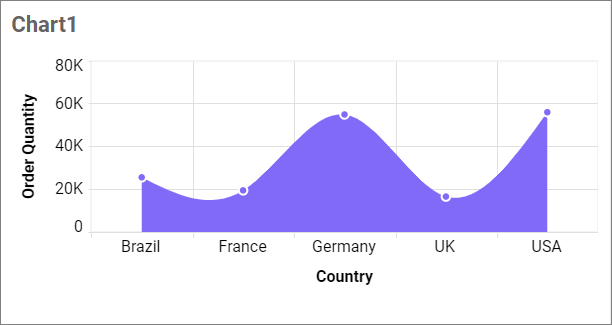 Chart1
80K
60K
40K
20K
0
Order Quantity
Brazil France Germany UK USA
Country